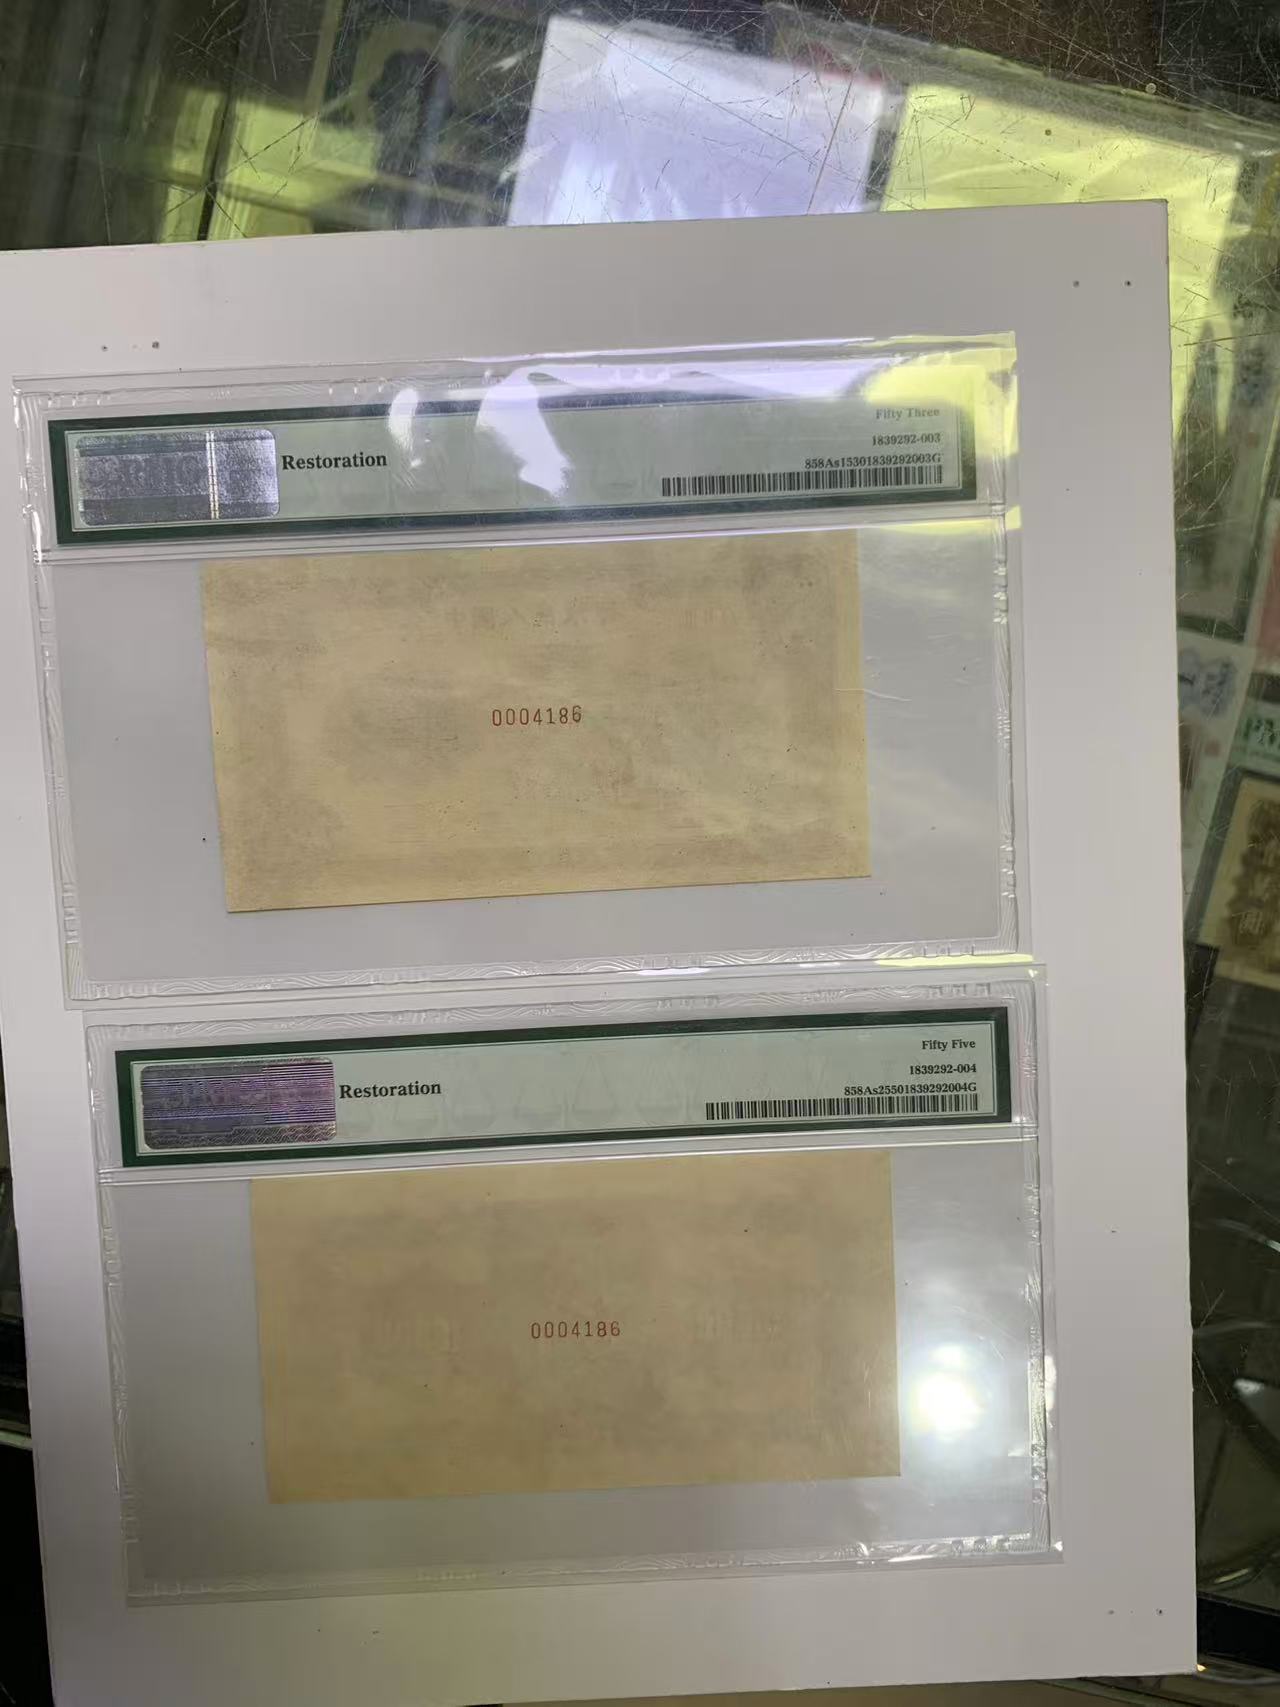 Fifty Three
Restoration
1839292-003
858As15301839292003G
0004186
Fifty Five
Restoration
1839292-004
858As25501839292004G
0004186